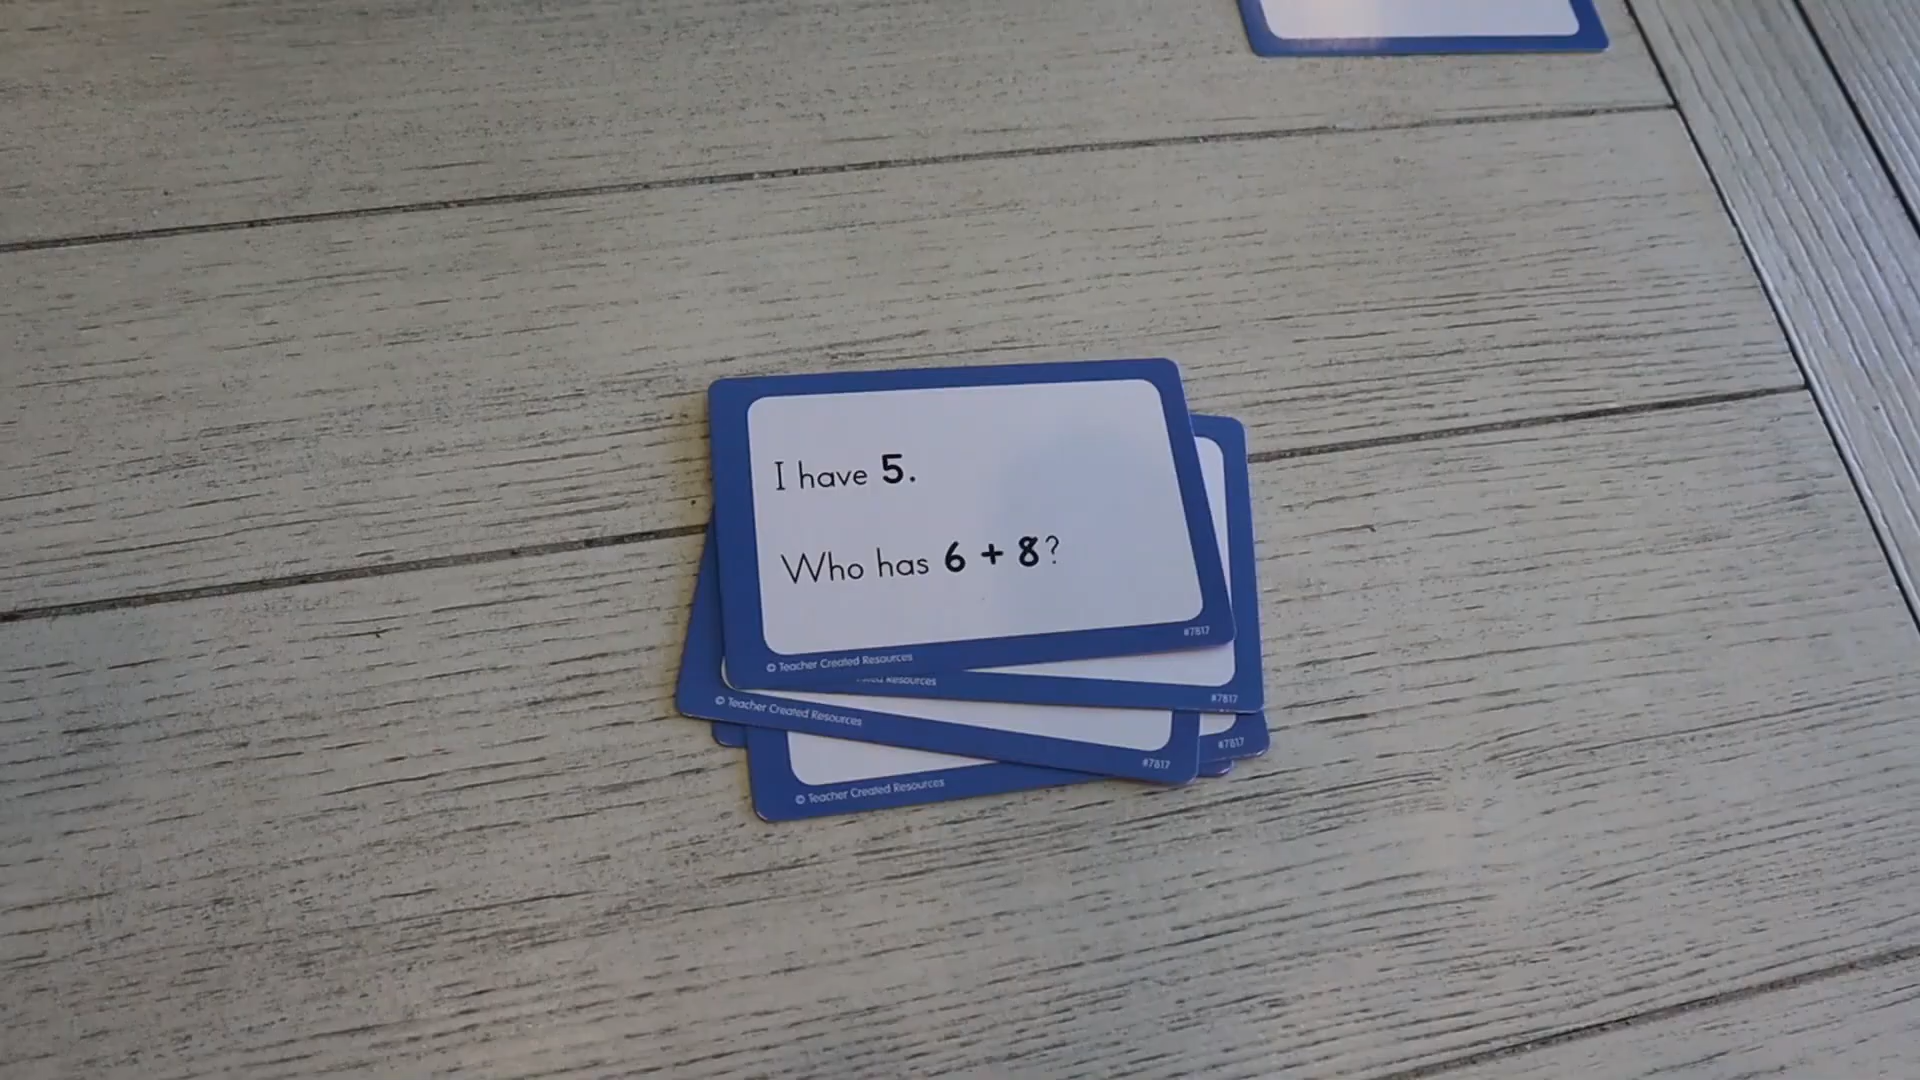 I have 5.
Who has 6 + 8?
#7817
© Teacher Created Resources
Resources
#7817
© Teacher Created Resources
#7817
#7817
© Teacher Created Resources